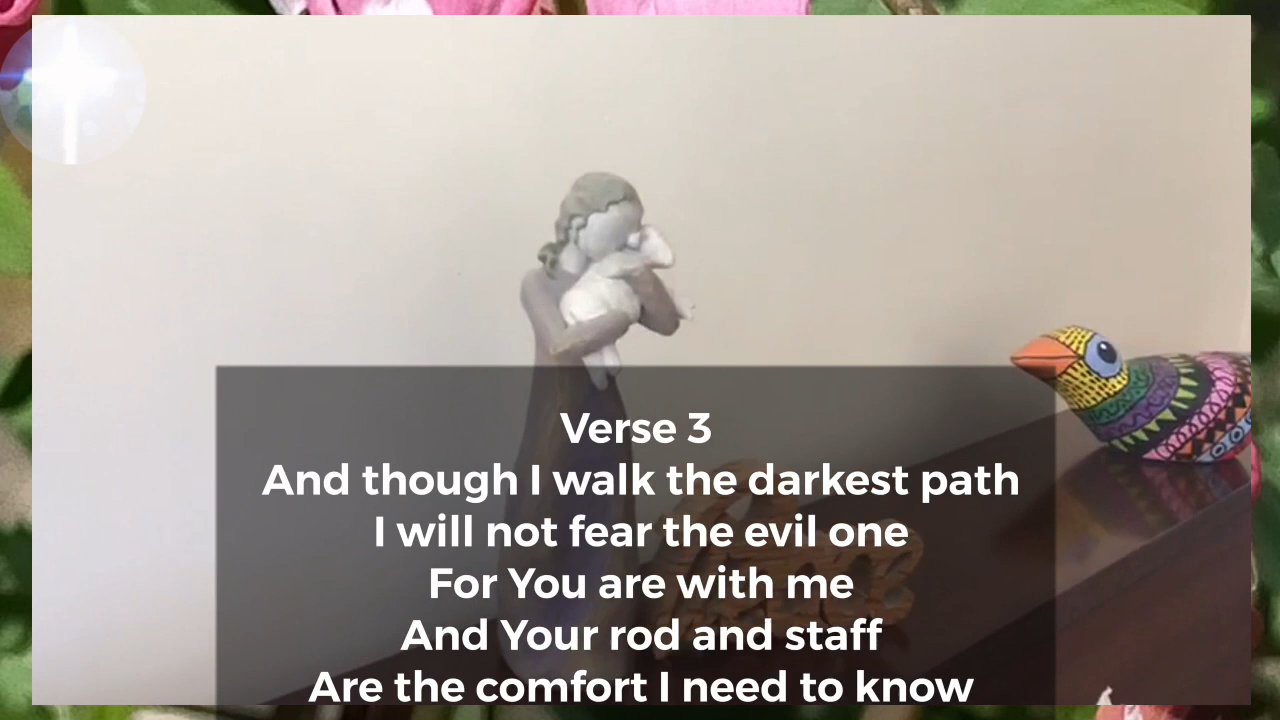 Verse 3
And though I walk the darkest path
I will not fear the evil one
For You are with me
And Your rod and staff
Are the comfort I need to know